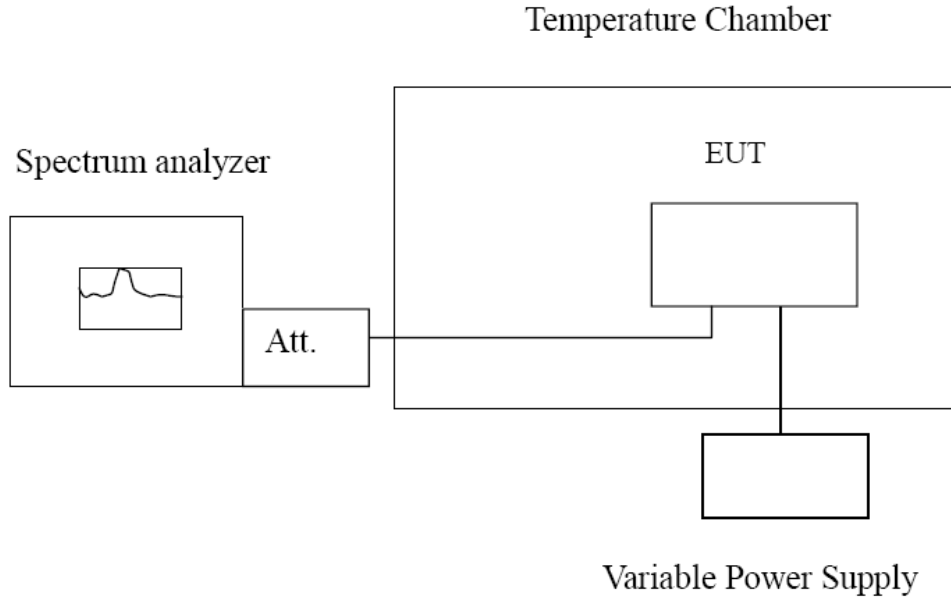 Temperature Chamber
Spectrum analyzer
EUT
Att.
Variable Power Supply